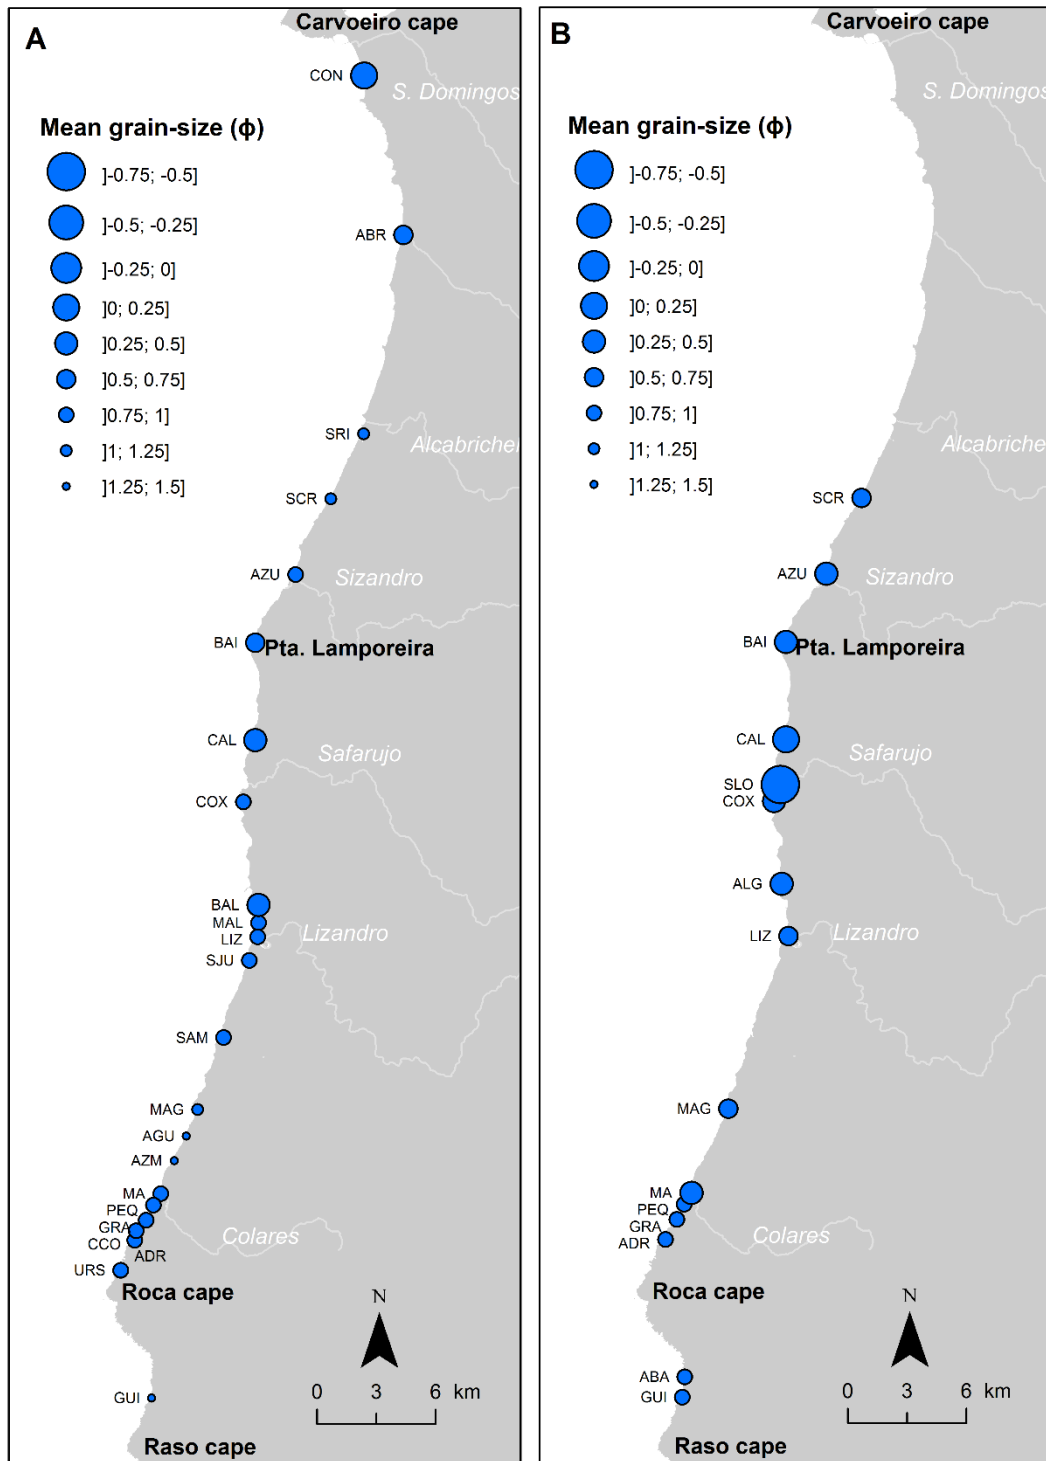 A
Carvoeiro cape
CON
S. Domingos
Mean grain-size (ϕ)
]-0.75; -0.5]
]-0.5; -0.25]
]-0.25; 0]
]0; 0.25]
]0.25; 0.5]
]0.5; 0.75]
]0.75; 1]
]1; 1.25]
]1.25; 1.5]
ABR
SRI
Alcabrichel
SCR
AZU
Sizandro
BAI
Pta. Lamporeira
CAL
Safarujo
COX
BAL
MAL
LIZ
Lizandro
SJU
SAM
MAG
AGU
AZM
MA
PEQ
GRA
CCO
ADR
Colares
URS
Roca cape
N
GUI
0 3 6 km
Raso cape
B
Carvoeiro cape
S. Domingos
Mean grain-size (ϕ)
]-0.75; -0.5]
]-0.5; -0.25]
]-0.25; 0]
]0; 0.25]
]0.25; 0.5]
]0.5; 0.75]
]0.75; 1]
]1; 1.25]
]1.25; 1.5]
Alcabrichel
SCR
AZU
Sizandro
BAI
Pta. Lamporeira
CAL
Safarujo
SLO
COX
ALG
LIZ
Lizandro
MAG
MA
PEQ
GRA
ADR
Colares
Roca cape
N
ABA
GUI
0 3 6 km
Raso cape